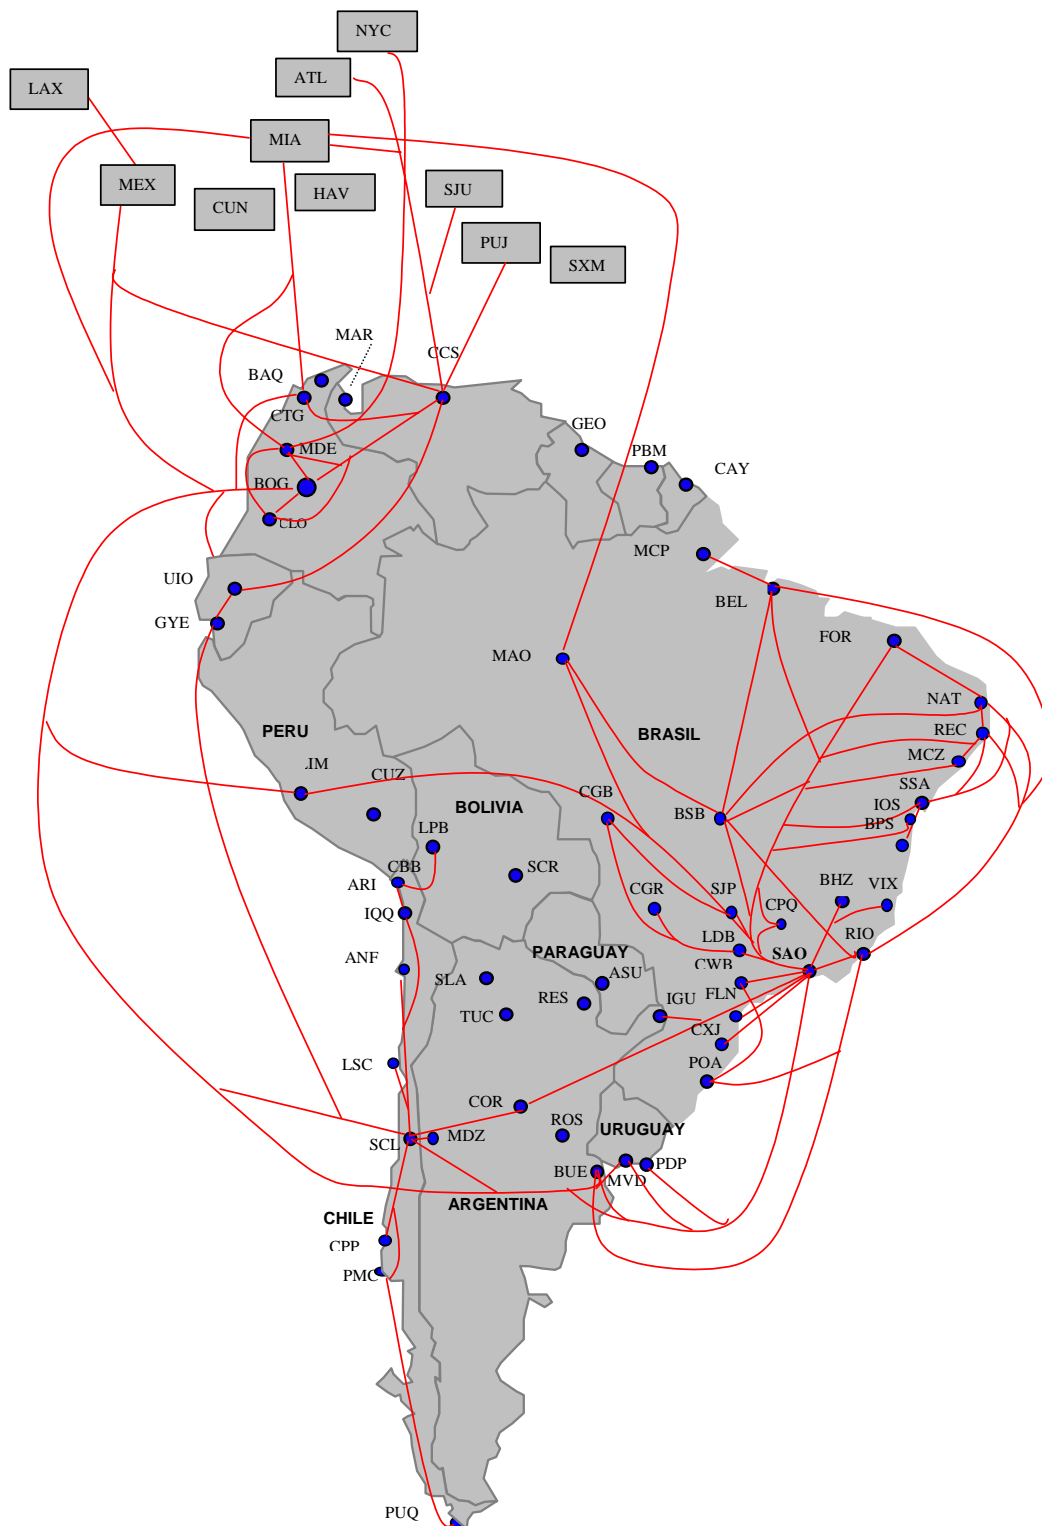 NYC
ATL
LAX
MIA
MEX
HAV
SJU
CUN
PUJ
SXM
MAR
CCS
BAQ
CTG
GEO
MDE
PBM
CAY
BOG
CLO
MCP
UIO
BEL
GYE
FOR
MAO
NAT
PERU
BRASIL
REC
MCZ
.IM
CUZ
SSA
CGB
IOS
BOLIVIA
BSB
LPB
BPS
CBB
SCR
ARI
CGR
SJP
BHZ
VIX
IQQ
CPQ
LDB
RIO
PARAGUAY
SAO
ANF
CWB
SLA
ASU
FLN
RES
IGU
TUC
CXJ
LSC
POA
COR
ROS
URUGUAY
SCL
MDZ
BUE
PDP
MVD
ARGENTINA
CHILE
CPP
PMC
PUQ